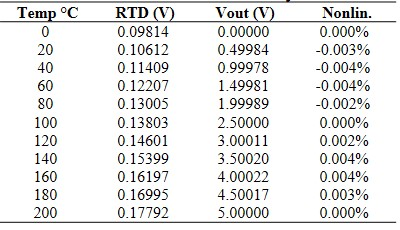 Temp °C RTD (V) Vout (V) Nonlin.
0 0.09814 0.00000 0.000%
20 0.10612 0.49984 -0.003%
40 0.11409 0.99978 -0.004%
60 0.12207 1.49981 -0.004%
80 0.13005 1.99989 -0.002%
100 0.13803 2.50000 0.000%
120 0.14601 3.00011 0.002%
140 0.15399 3.50020 0.004%
160 0.16197 4.00022 0.004%
180 0.16995 4.50017 0.003%
200 0.17792 5.00000 0.000%